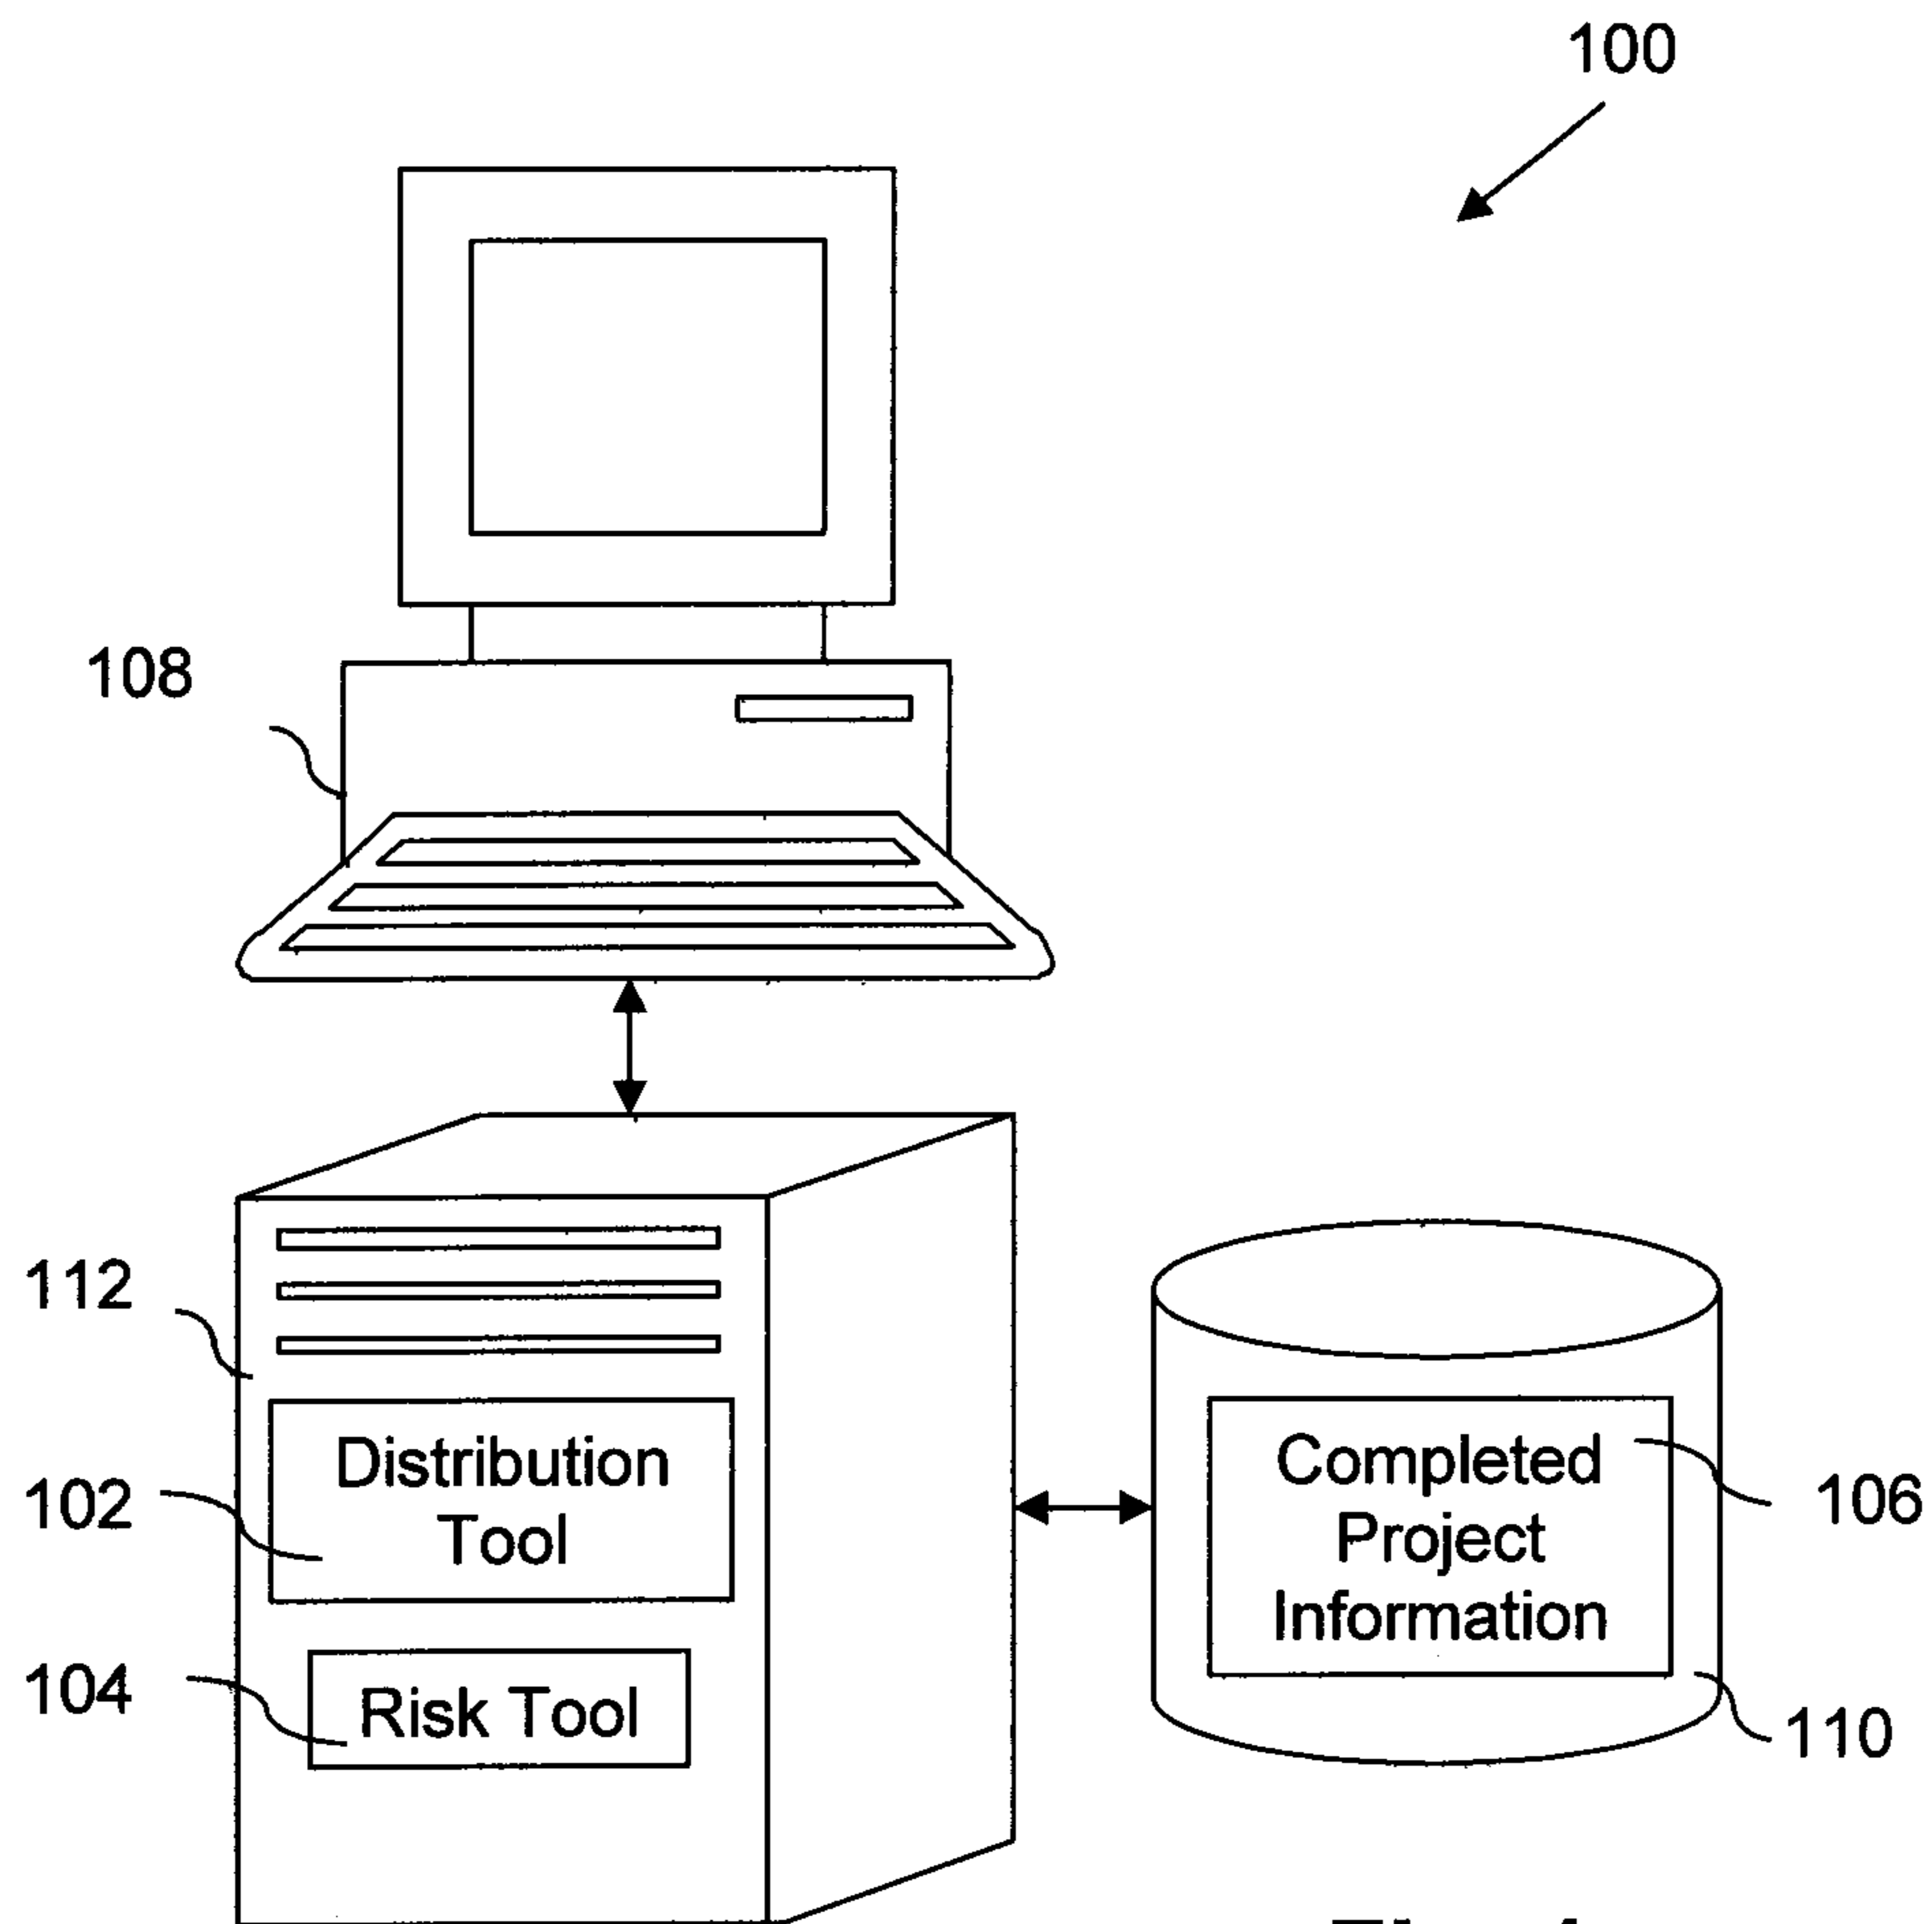 100
108
112
Distribution
Tool
102
Risk Tool
104
Completed
Project
Information
106
110